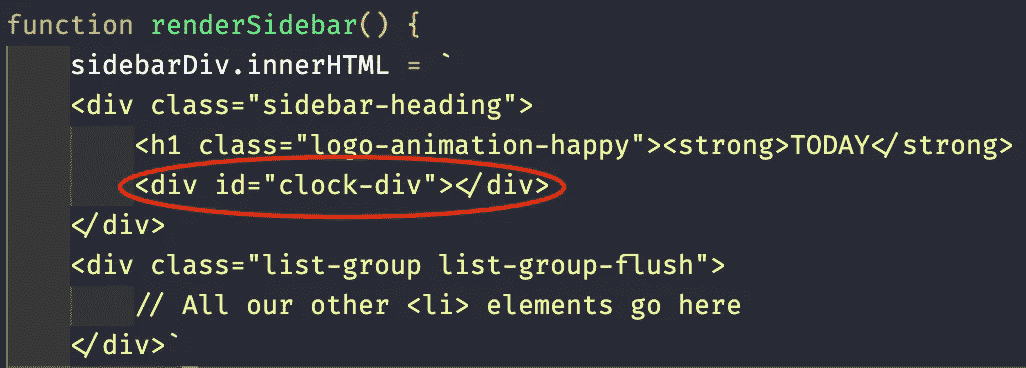 function renderSidebar() {
sidebarDiv.innerHTML = `
<div class="sidebar-heading">
<h1 class="logo-animation-happy"><strong>TODAY</strong>
<div id="clock-div"></div>
</div>
<div class="list-group list-group-flush">
// All our other <li> elements go here
</div>`